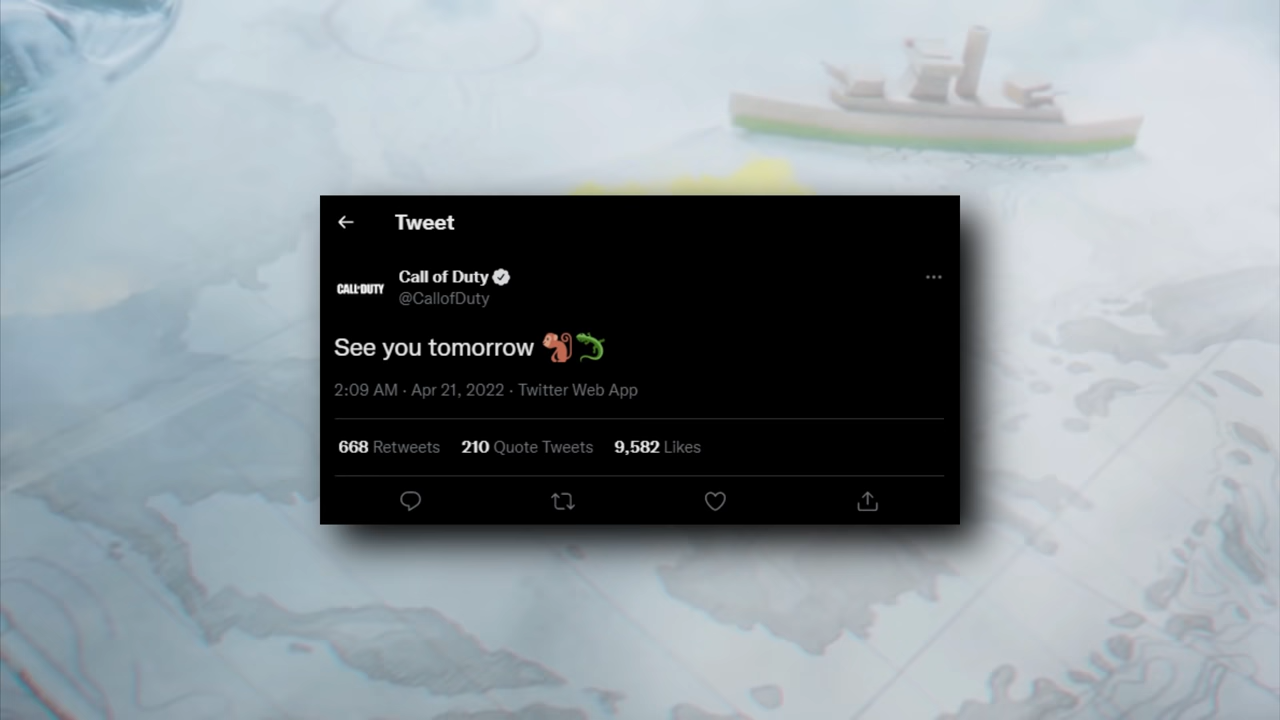 Tweet
CALL OF DUTY
Call of Duty
@CallofDuty
See you tomorrow 🐒🦎
2:09 AM · Apr 21, 2022 · Twitter Web App
668 Retweets 210 Quote Tweets 9,582 Likes